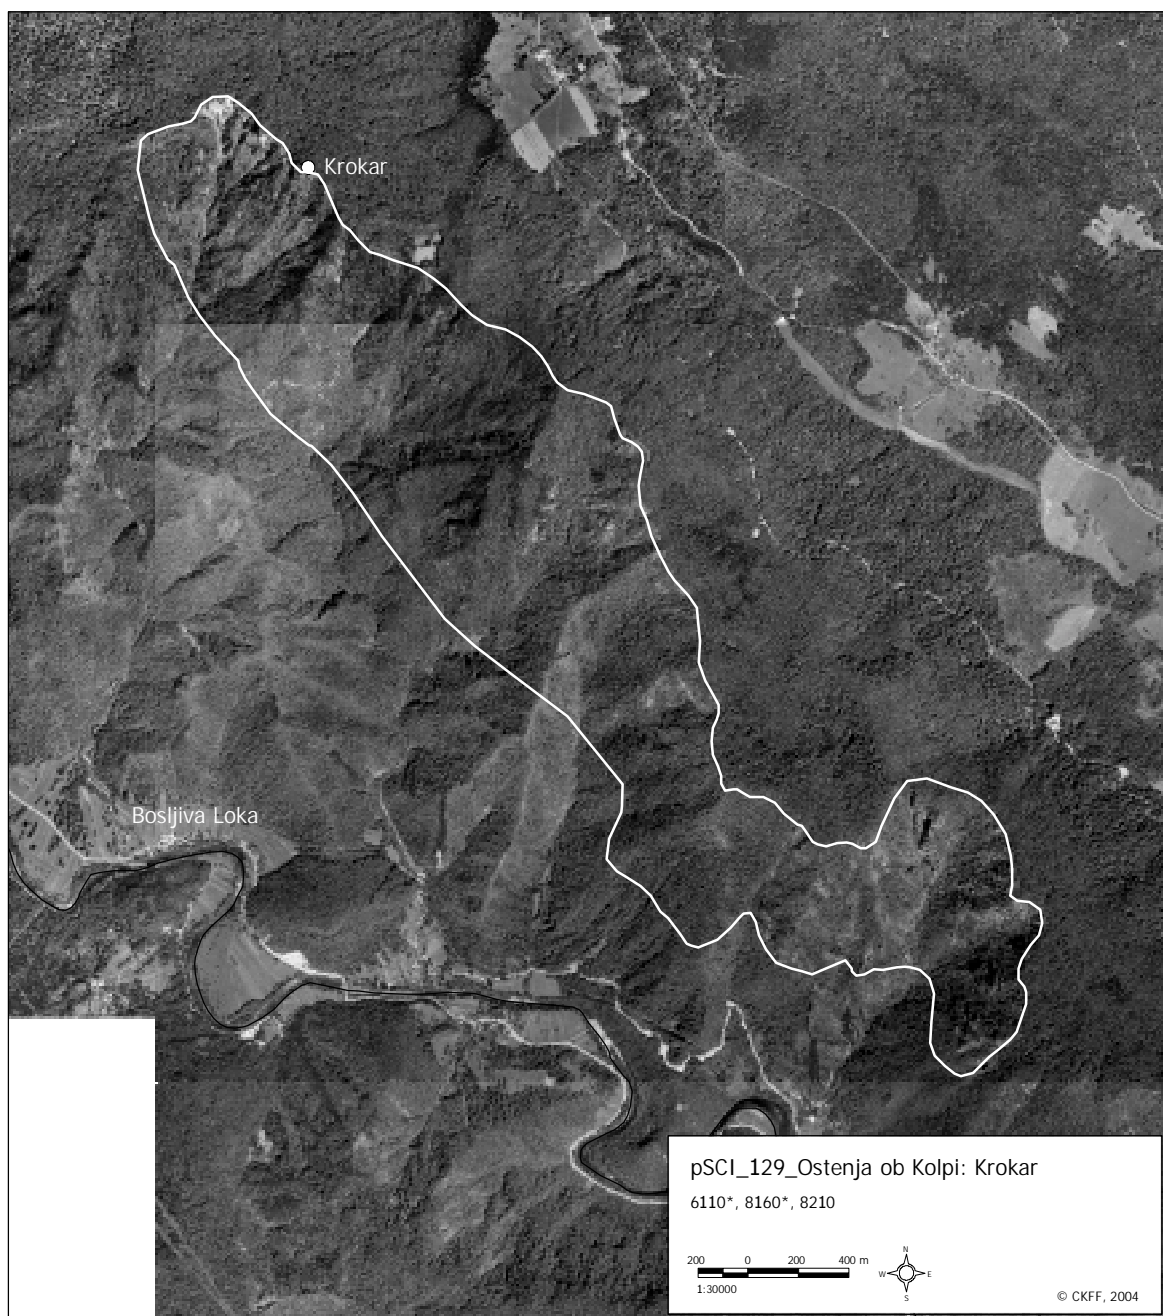 Krokar
Bosljiva Loka
pSCI_129_Ostenja ob Kolpi: Krokar
6110*, 8160*, 8210
200 0 200 400 m
1:30000
N
W E
S
© CKFF, 2004